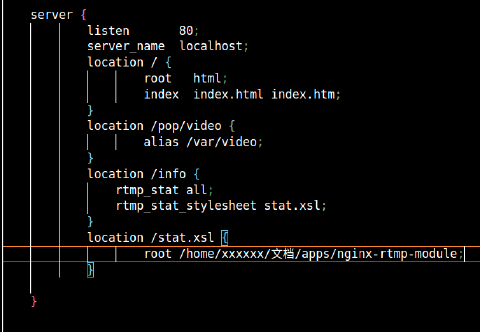 server {
listen 80;
server_name localhost;
location / {
root html;
index index.html index.htm;
}
location /pop/video {
alias /var/video;
}
location /info {
rtmp_stat all;
rtmp_stat_stylesheet stat.xsl;
}
location /stat.xsl {
root /home/xxxxxx/文档/apps/nginx-rtmp-module;
}
}